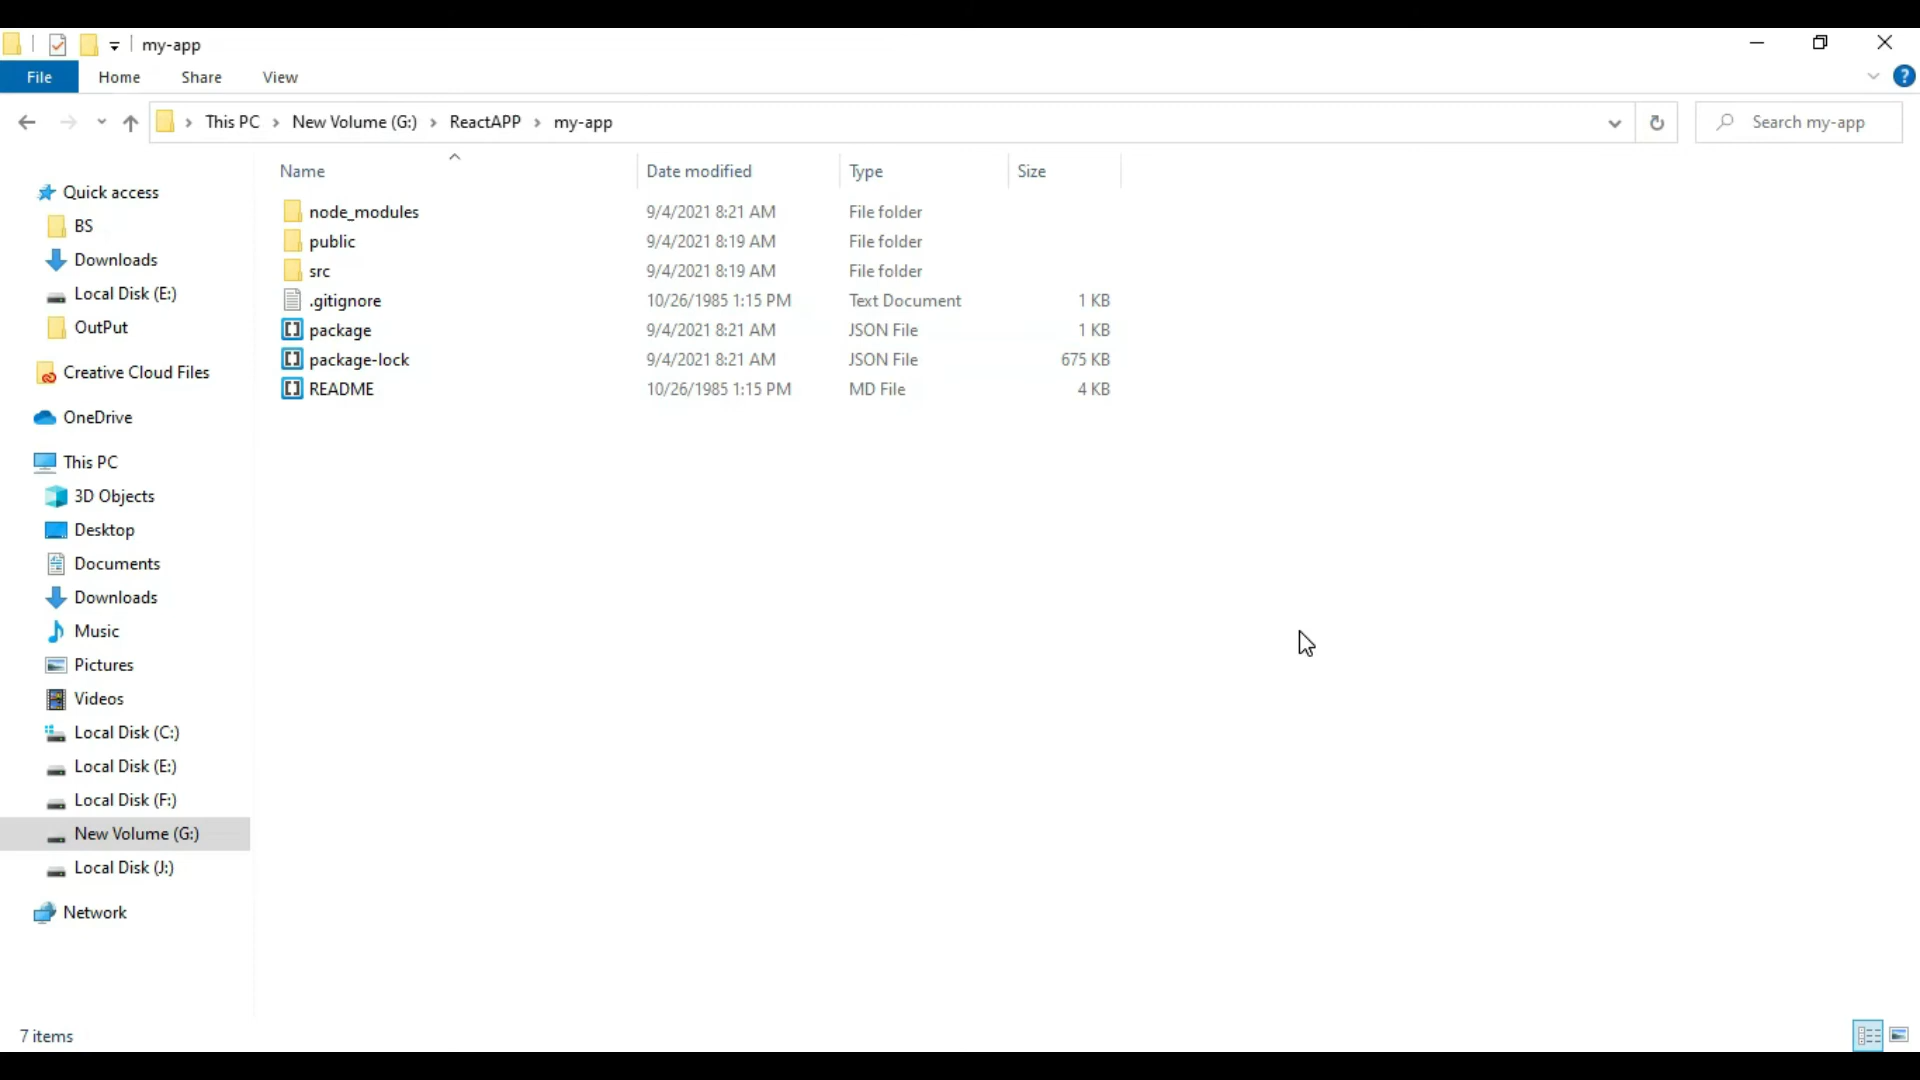 my-app
File Home Share View ?
This PC New Volume (G:) ReactAPP my-app Search my-app
Name Date modified Type Size
node_modules 9/4/2021 8:21 AM File folder
public 9/4/2021 8:19 AM File folder
src 9/4/2021 8:19 AM File folder
.gitignore 10/26/1985 1:15 PM Text Document 1 KB
package 9/4/2021 8:21 AM JSON File 1 KB
package-lock 9/4/2021 8:21 AM JSON File 675 KB
README 10/26/1985 1:15 PM MD File 4 KB
Quick access
BS
Downloads
Local Disk (E:)
OutPut
Creative Cloud Files
OneDrive
This PC
3D Objects
Desktop
Documents
Downloads
Music
Pictures
Videos
Local Disk (C:)
Local Disk (E:)
Local Disk (F:)
New Volume (G:)
Local Disk (J:)
Network
7 items